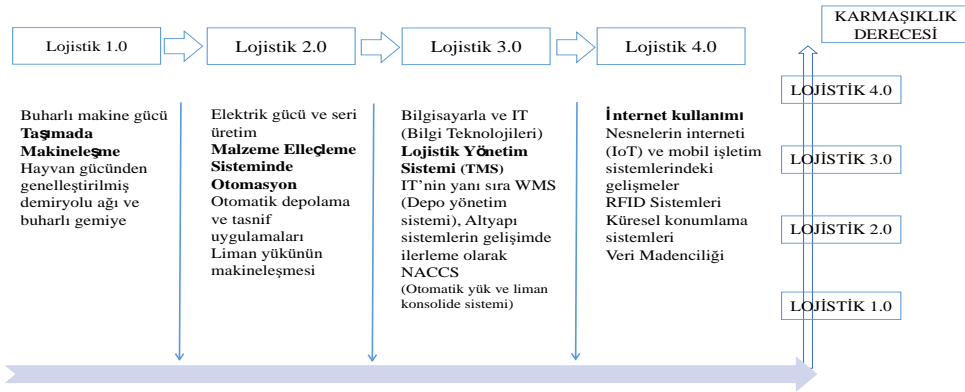 Lojistik 1.0
Lojistik 2.0
Lojistik 3.0
Lojistik 4.0
KARMAŞIKLIK
DERECESİ
Buharlı makine gücü
Taşımada
Makineleşme
Hayvan gücünden
genelleştirilmiş
demiryolu ağı ve
buharlı gemiye
Elektrik gücü ve seri
üretim
Malzeme Elleçleme
Sisteminde
Otomasyon
Otomatik depolama
ve tasnif
uygulamaları
Liman yükünün
makineleşmesi
Bilgisayarla ve IT
(Bilgi Teknolojileri)
Lojistik Yönetim
Sistemi (TMS)
IT'nin yanı sıra WMS
(Depo yönetim
sistemi), Altyapı
sistemlerin gelişimde
ilerleme olarak
NACCS
(Otomatik yük ve liman
konsolide sistemi)
İnternet kullanımı
Nesnelerin interneti
(IoT) ve mobil işletim
sistemlerindeki
gelişmeler
RFID Sistemleri
Küresel konumlama
sistemleri
Veri Madenciliği
LOJİSTİK 4.0
LOJİSTİK 3.0
LOJİSTİK 2.0
LOJİSTİK 1.0